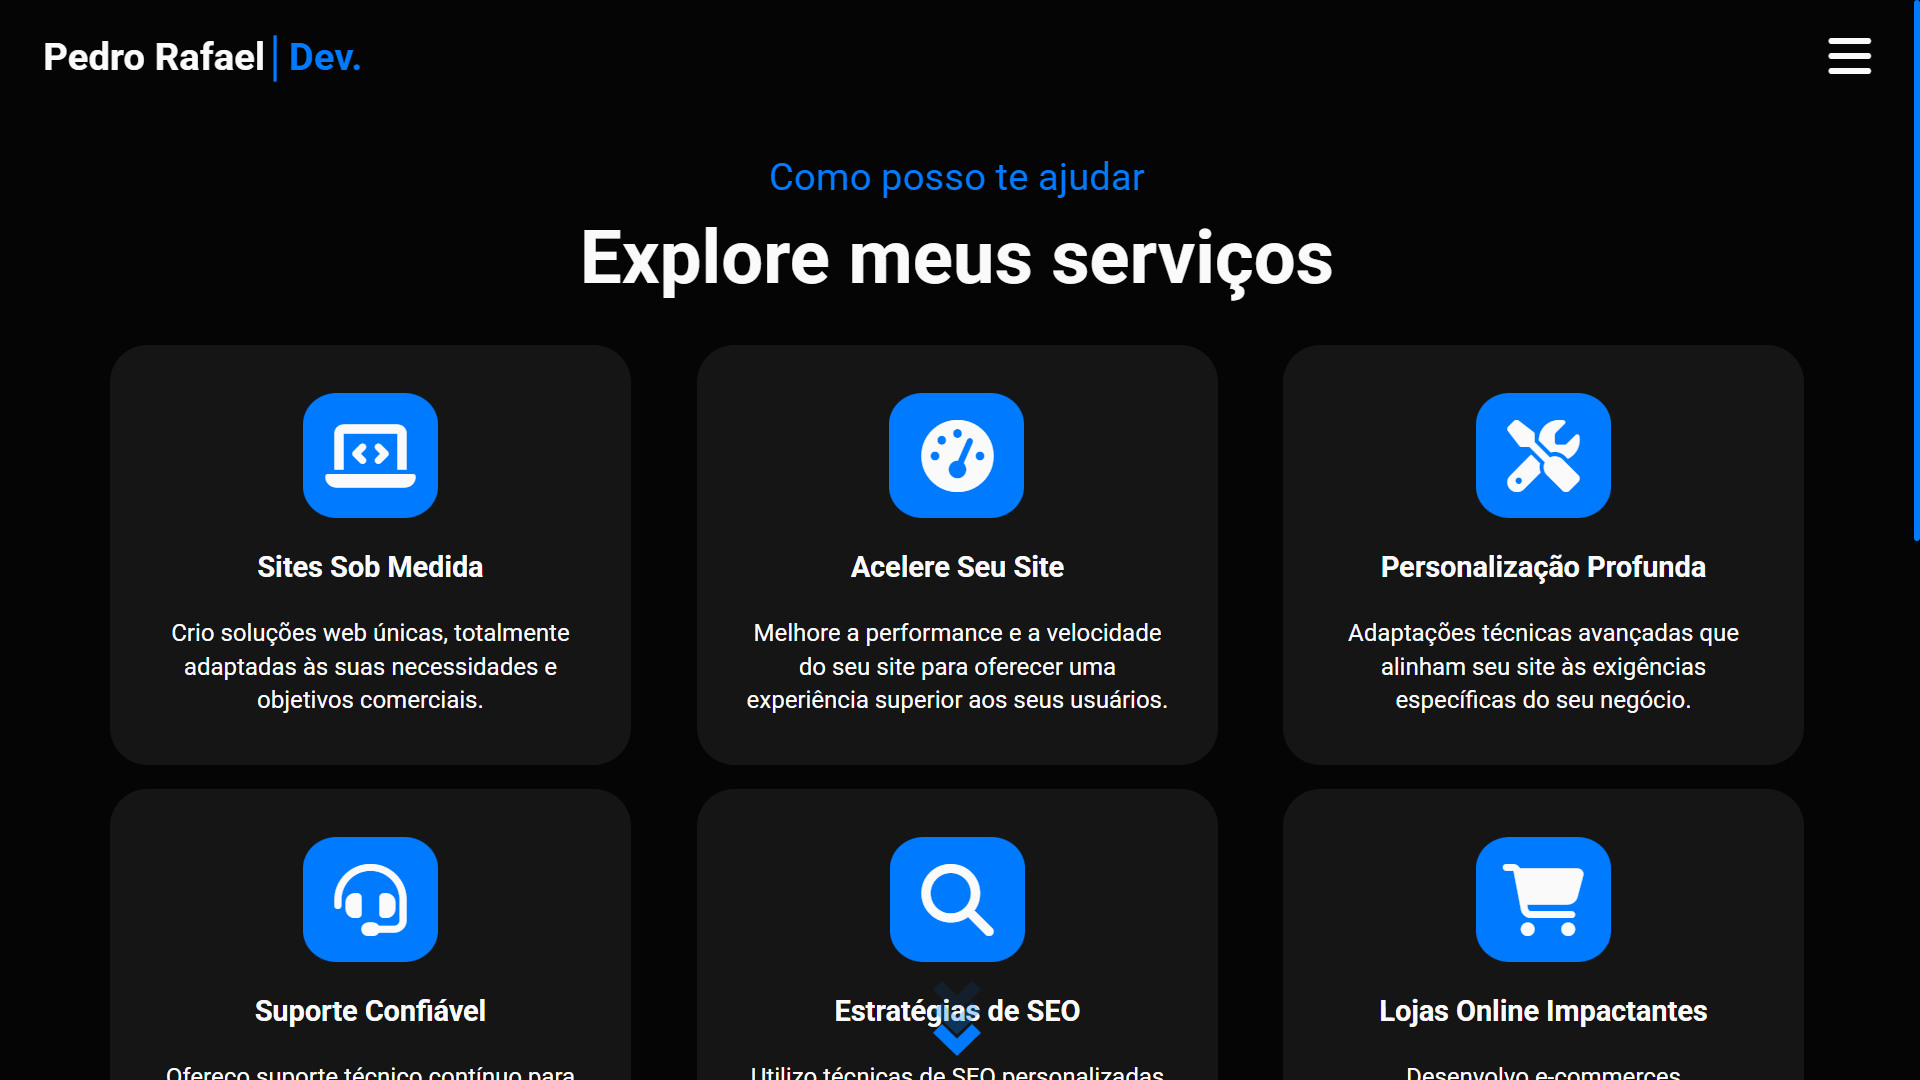 Pedro Rafael | Dev.
Como posso te ajudar
Explore meus serviços
Sites Sob Medida
Crio soluções web únicas, totalmente
adaptadas às suas necessidades e
objetivos comerciais.
Acelere Seu Site
Melhore a performance e a velocidade
do seu site para oferecer uma
experiência superior aos seus usuários.
Personalização Profunda
Adaptações técnicas avançadas que
alinham seu site às exigências
específicas do seu negócio.
Suporte Confiável
Ofereço suporte técnico contínuo para
Estratégias de SEO
Utilizo técnicas de SEO personalizadas
Lojas Online Impactantes
Desenvolvo e-commerces